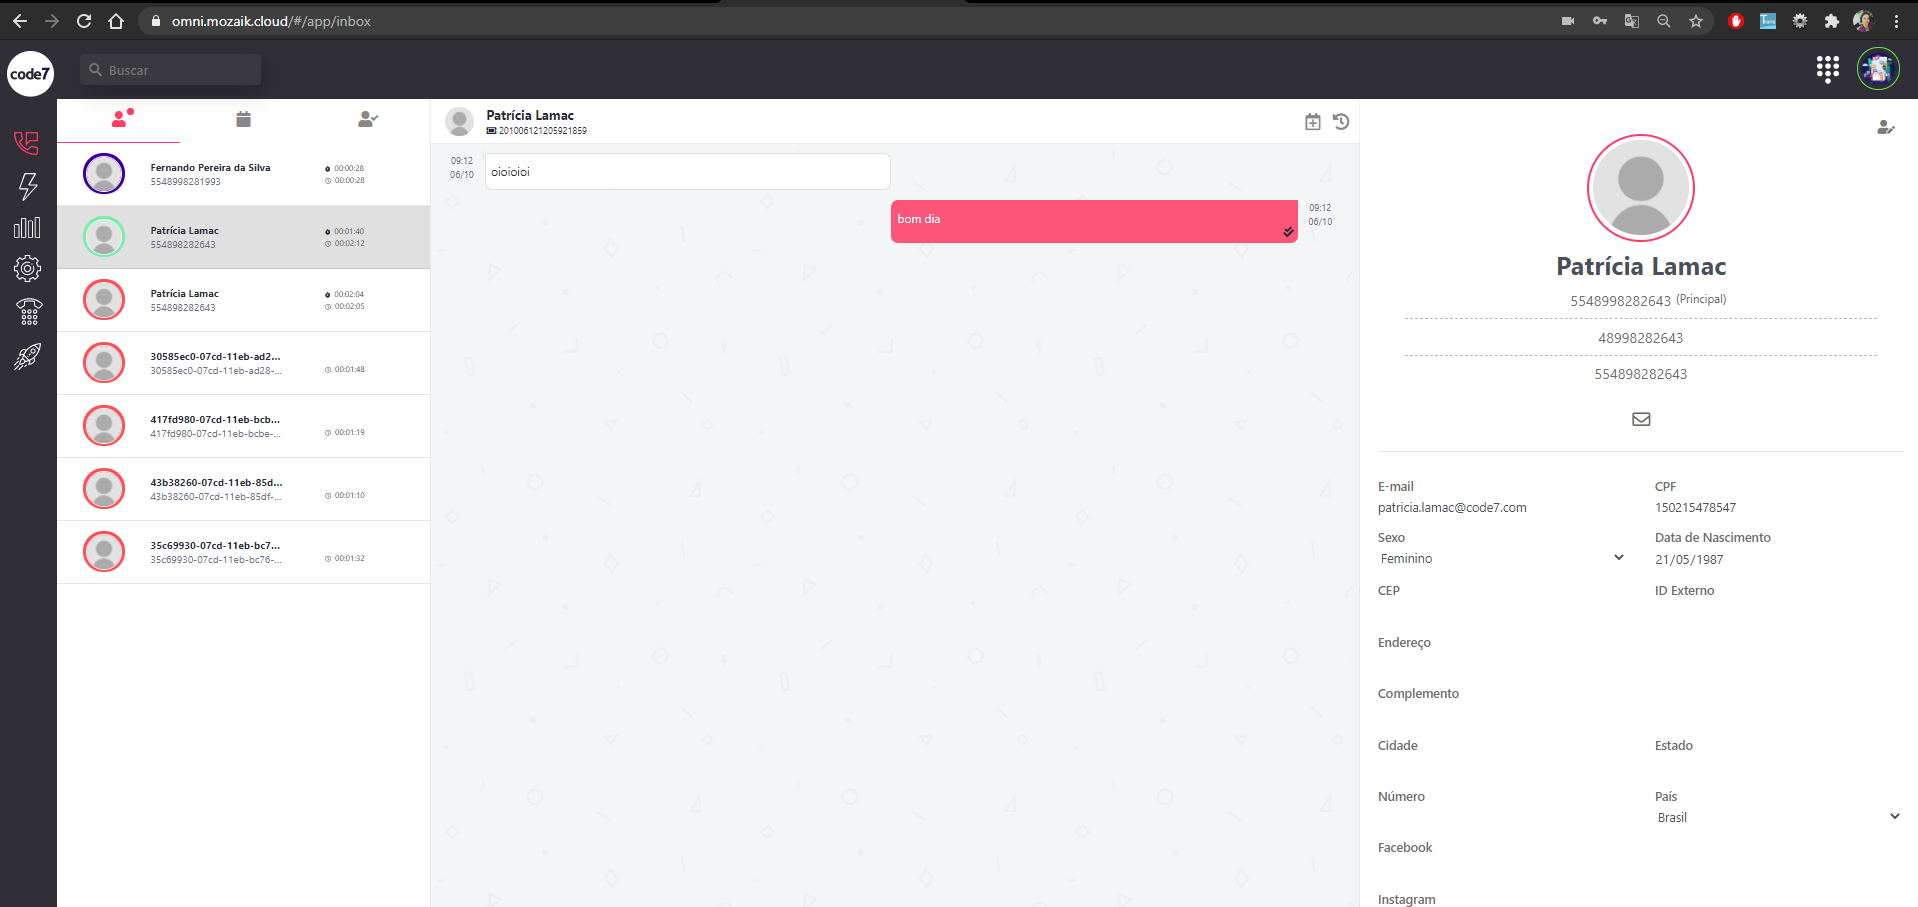 omni.mozaik.cloud/#/app/inbox
code7
Buscar
Fernando Pereira da Silva
5548998281993
00:00:28
00:00:28
Patrícia Lamac
554898282643
00:01:40
00:02:12
Patrícia Lamac
554898282643
00:02:04
00:02:05
30585ec0-07cd-11eb-ad2...
30585ec0-07cd-11eb-ad28-...
00:01:48
417fd980-07cd-11eb-bcb...
417fd980-07cd-11eb-bcbe-...
00:01:19
43b38260-07cd-11eb-85d...
43b38260-07cd-11eb-85df-...
00:01:10
35c69930-07cd-11eb-bc7...
35c69930-07cd-11eb-bc76-...
00:01:32
Patrícia Lamac
201006121205921859
09:12
06/10
oioioioi
bom dia
09:12
06/10
Patrícia Lamac
5548998282643 (Principal)
48998282643
554898282643
E-mail
patricia.lamac@code7.com
CPF
150215478547
Sexo
Feminino
Data de Nascimento
21/05/1987
CEP
ID Externo
Endereço
Complemento
Cidade
Estado
Número
País
Brasil
Facebook
Instagram